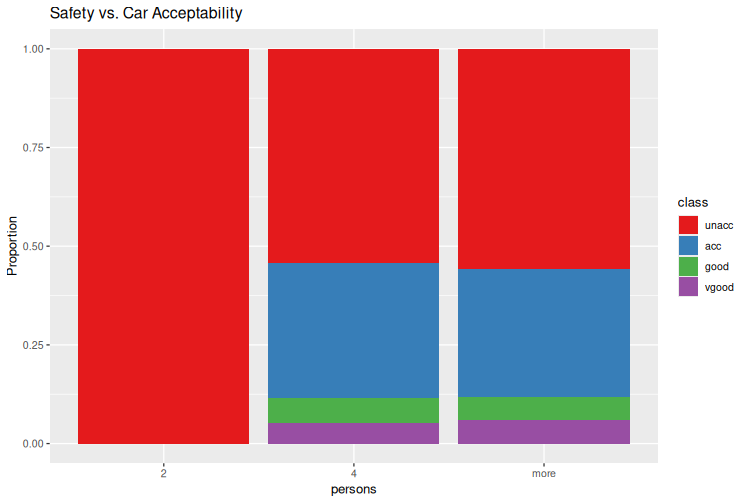 Safety vs. Car Acceptability
1.00
0.75
0.50
0.25
0.00
Proportion
2
4
more
persons
class
unacc
acc
good
vgood